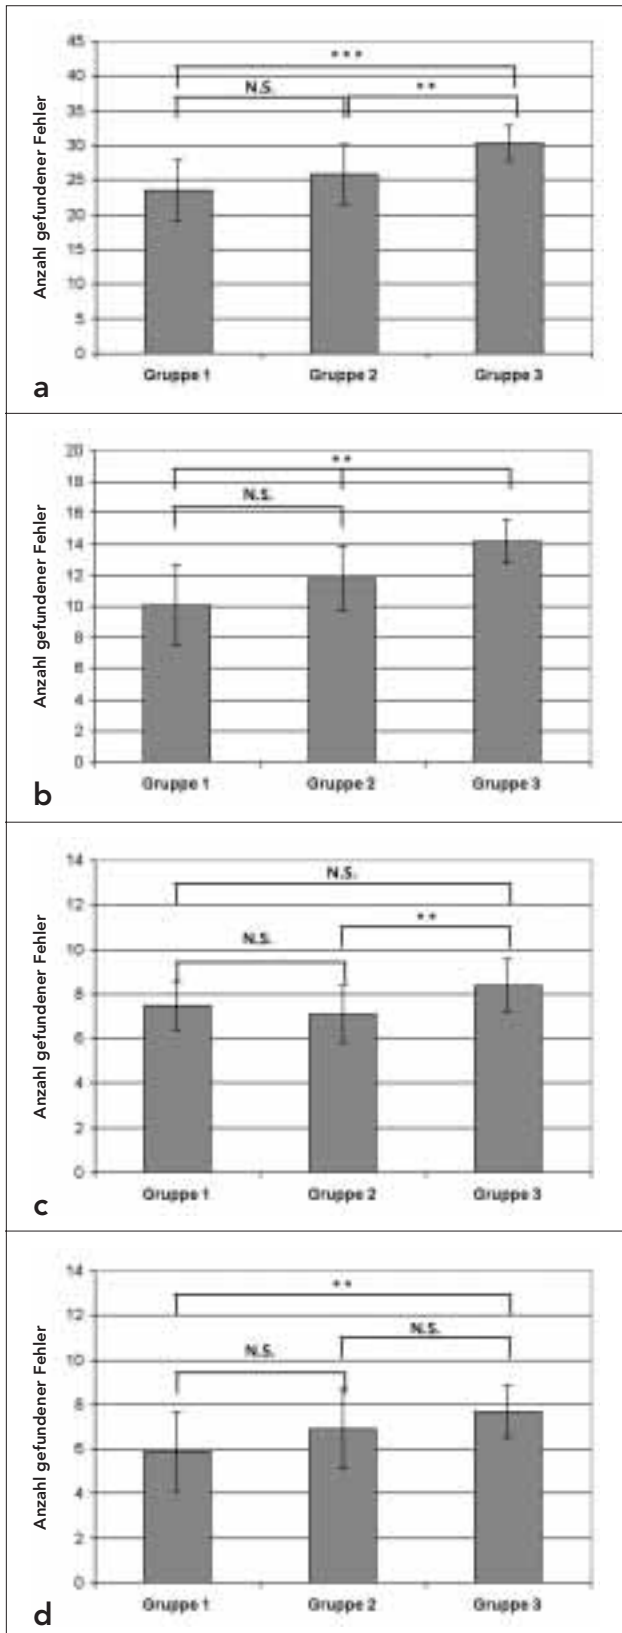 Anzahl gefundener Fehler
45
40
35
30
25
20
15
10
5
0
***
N.S.
**
Gruppe 1 Gruppe 2 Gruppe 3
a
Anzahl gefundener Fehler
20
18
16
14
12
10
8
6
4
2
0
**
N.S.
Gruppe 1 Gruppe 2 Gruppe 3
b
Anzahl gefundener Fehler
14
12
10
8
6
4
2
0
N.S.
**
N.S.
Gruppe 1 Gruppe 2 Gruppe 3
c
Anzahl gefundener Fehler
14
12
10
8
6
4
2
0
**
N.S.
N.S.
Gruppe 1 Gruppe 2 Gruppe 3
d